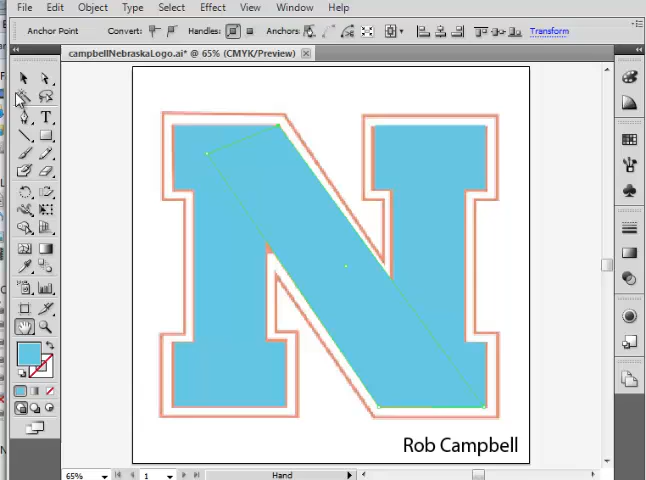 File Edit Object Type Select Effect View Window Help
Anchor Point Convert: Handles: Anchors: Transform
campbellNebraskaLogo.ai* @ 65% (CMYK/Preview)
T
N
Rob Campbell
65% 1 Hand